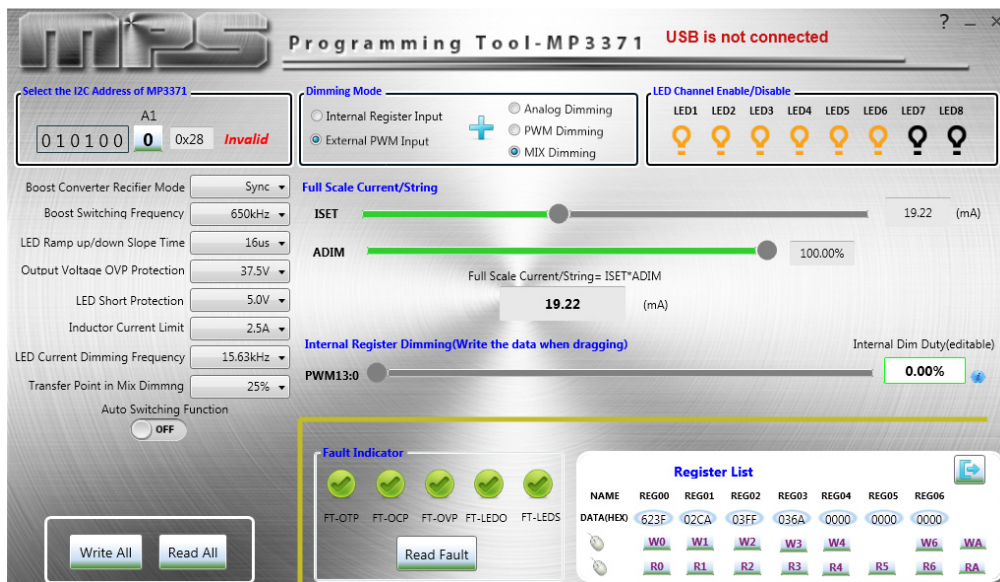 MPS
Programming Tool-MP3371
USB is not connected
? – ×
Select the I2C Address of MP3371
A1
010100 0 0x28 Invalid
Dimming Mode
Internal Register Input
External PWM Input
Analog Dimming
PWM Dimming
MIX Dimming
LED Channel Enable/Disable
LED1 LED2 LED3 LED4 LED5 LED6 LED7 LED8
Boost Converter Recifier Mode Sync
Boost Switching Frequency 650kHz
LED Ramp up/down Slope Time 16us
Output Voltage OVP Protection 37.5V
LED Short Protection 5.0V
Inductor Current Limit 2.5A
LED Current Dimming Frequency 15.63kHz
Transfer Point in Mix Dimmng 25%
Auto Switching Function
OFF
Full Scale Current/String
ISET 19.22 (mA)
ADIM 100.00%
Full Scale Current/String= ISET*ADIM
19.22 (mA)
Internal Register Dimming(Write the data when dragging)
Internal Dim Duty(editable)
PWM13:0 0.00%
Write All Read All
Fault Indicator
FT-OTP FT-OCP FT-OVP FT-LEDO FT-LEDS
Read Fault
Register List
NAME REG00 REG01 REG02 REG03 REG04 REG05 REG06
DATA(HEX) 623F 02CA 03FF 036A 0000 0000 0000
W0 W1 W2 W3 W4 W6 WA
R0 R1 R2 R3 R4 R5 R6 RA